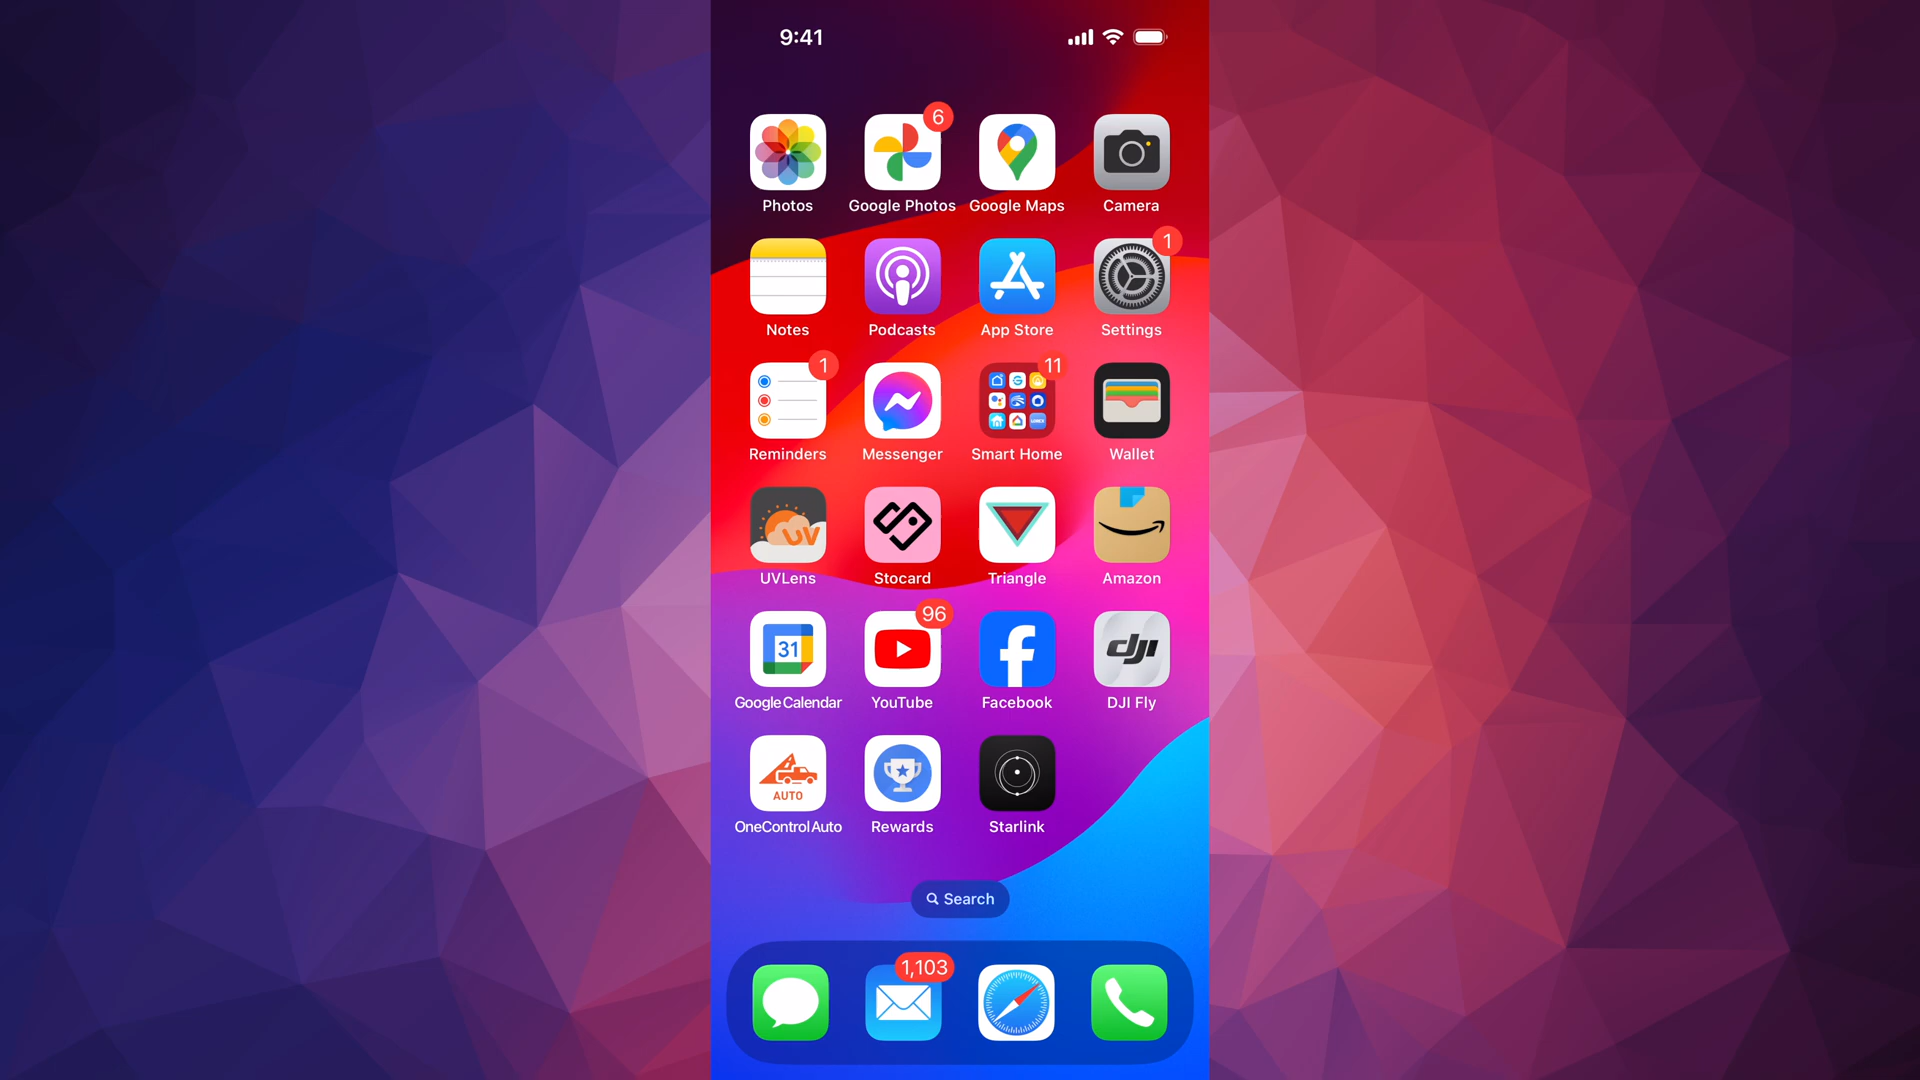 9:41
6
Photos
Google Photos
Google Maps
Camera
1
Notes
Podcasts
App Store
Settings
1
11
Reminders
Messenger
Smart Home
Wallet
UV
UVLens
Stocard
Triangle
Amazon
96
31
dji
Google Calendar
YouTube
Facebook
DJI Fly
AUTO
OneControl Auto
Rewards
Starlink
Search
1,103